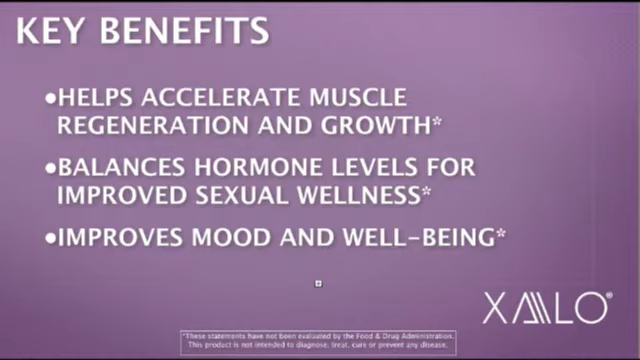 KEY BENEFITS
•HELPS ACCELERATE MUSCLE
REGENERATION AND GROWTH*
•BALANCES HORMONE LEVELS FOR
IMPROVED SEXUAL WELLNESS*
•IMPROVES MOOD AND WELL-BEING*
XALO®
*These statements have not been evaluated by the Food & Drug Administration.
This product is not intended to diagnose, treat, cure or prevent any disease.